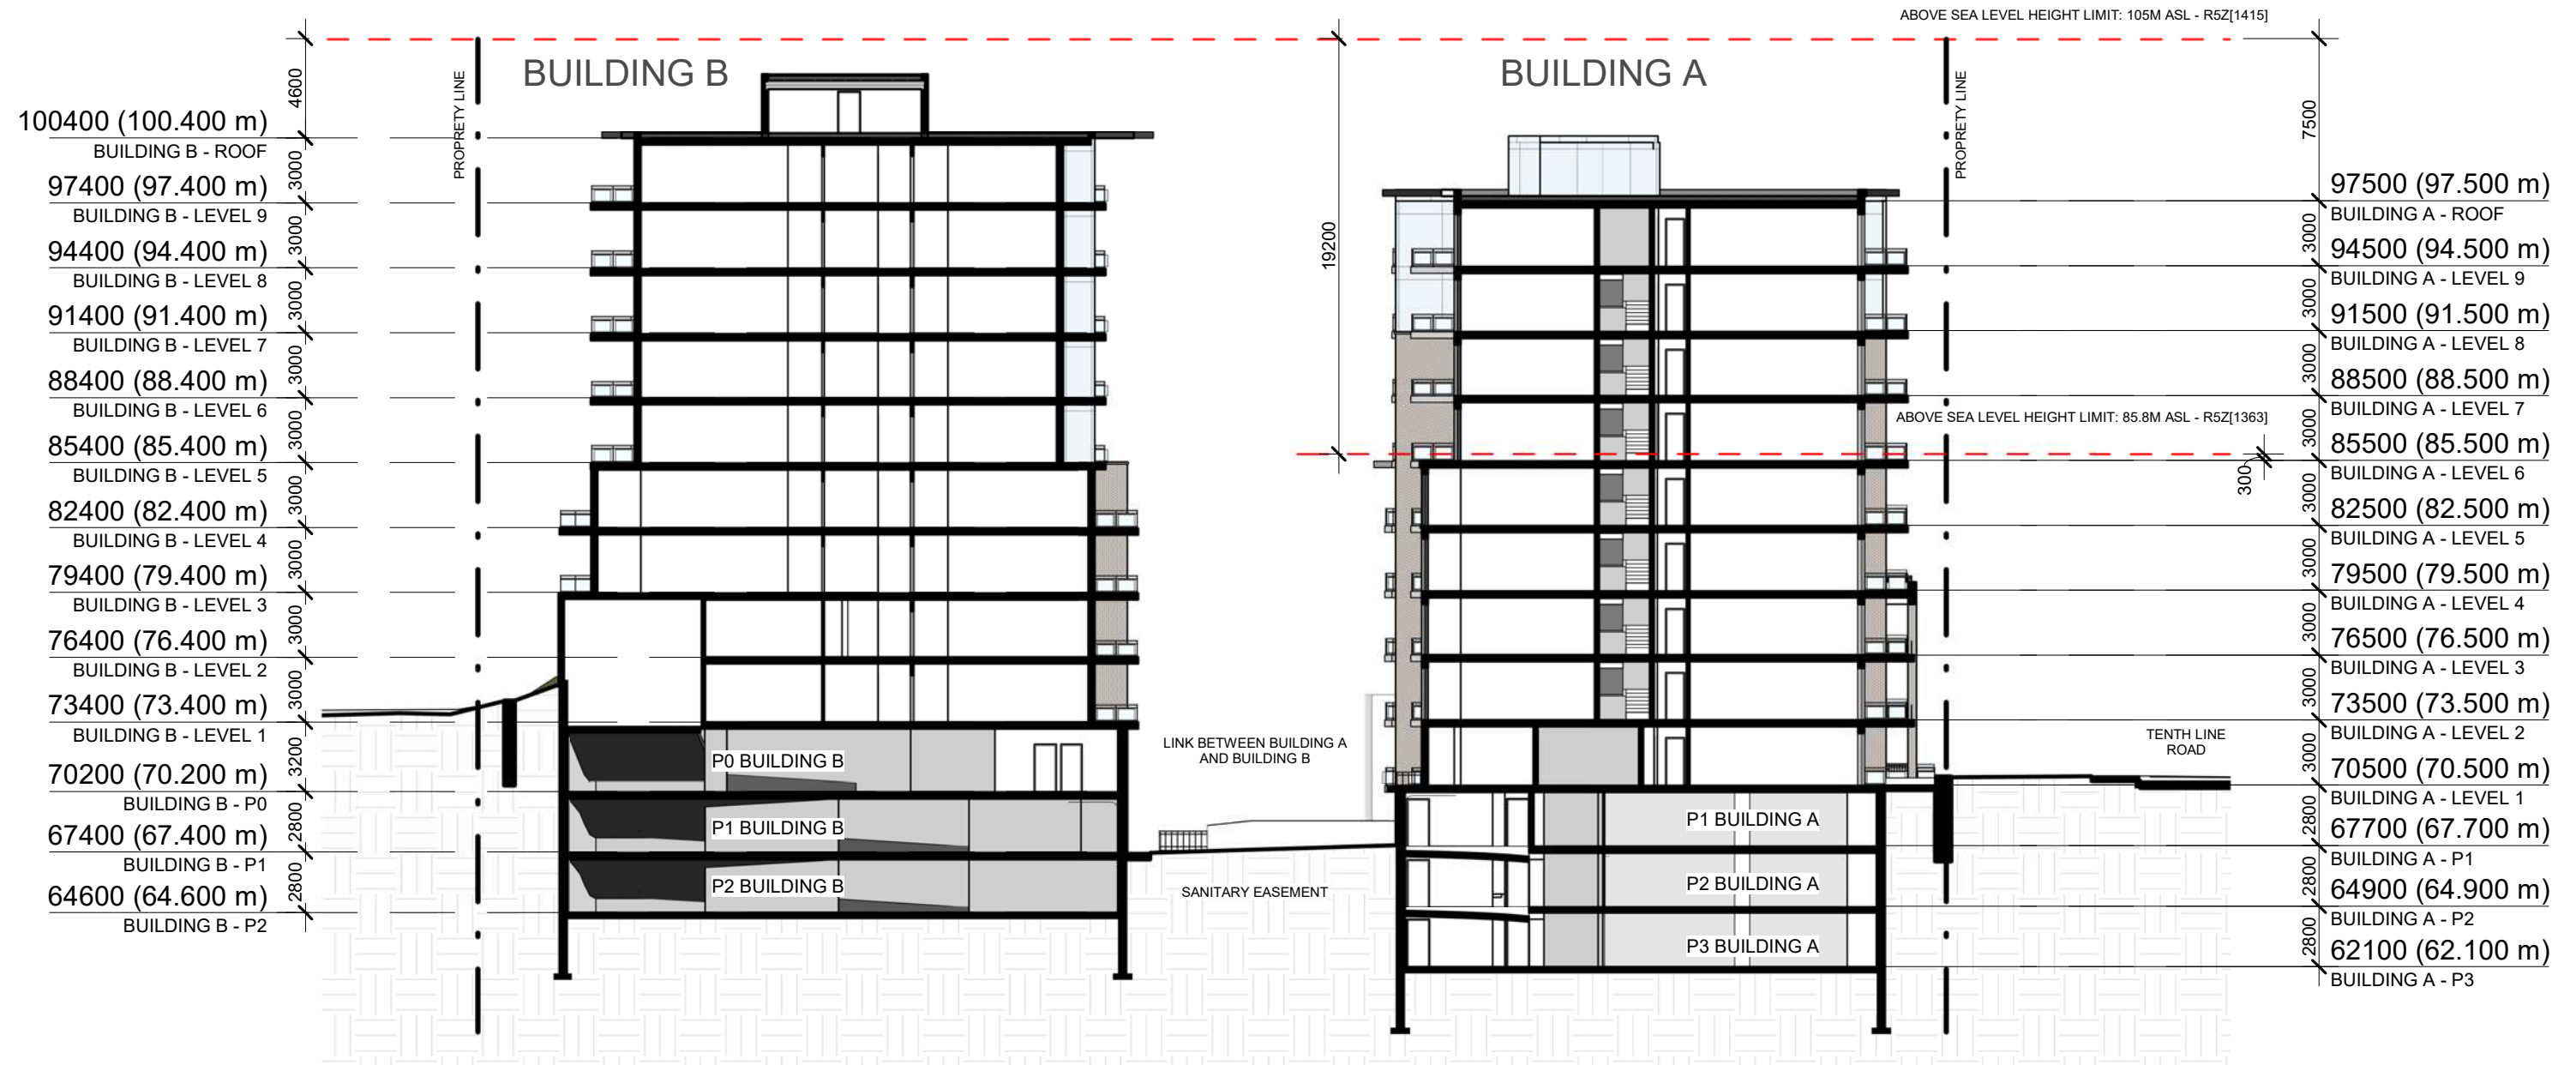 ABOVE SEA LEVEL HEIGHT LIMIT: 105M ASL - R5Z[1415]
BUILDING B
BUILDING A
PROPRETY LINE
PROPRETY LINE
4600
100400 (100.400 m)
BUILDING B - ROOF
3000
97400 (97.400 m)
BUILDING B - LEVEL 9
3000
94400 (94.400 m)
BUILDING B - LEVEL 8
3000
91400 (91.400 m)
BUILDING B - LEVEL 7
3000
88400 (88.400 m)
BUILDING B - LEVEL 6
3000
85400 (85.400 m)
BUILDING B - LEVEL 5
3000
82400 (82.400 m)
BUILDING B - LEVEL 4
3000
79400 (79.400 m)
BUILDING B - LEVEL 3
3000
76400 (76.400 m)
BUILDING B - LEVEL 2
3000
73400 (73.400 m)
BUILDING B - LEVEL 1
3200
70200 (70.200 m)
BUILDING B - P0
2800
67400 (67.400 m)
BUILDING B - P1
2800
64600 (64.600 m)
BUILDING B - P2
P0 BUILDING B
P1 BUILDING B
P2 BUILDING B
19200
LINK BETWEEN BUILDING A
AND BUILDING B
SANITARY EASEMENT
P1 BUILDING A
P2 BUILDING A
P3 BUILDING A
ABOVE SEA LEVEL HEIGHT LIMIT: 85.8M ASL - R5Z[1363]
300
TENTH LINE
ROAD
7500
97500 (97.500 m)
BUILDING A - ROOF
3000
94500 (94.500 m)
BUILDING A - LEVEL 9
3000
91500 (91.500 m)
BUILDING A - LEVEL 8
3000
88500 (88.500 m)
BUILDING A - LEVEL 7
3000
85500 (85.500 m)
BUILDING A - LEVEL 6
3000
82500 (82.500 m)
BUILDING A - LEVEL 5
3000
79500 (79.500 m)
BUILDING A - LEVEL 4
3000
76500 (76.500 m)
BUILDING A - LEVEL 3
3000
73500 (73.500 m)
BUILDING A - LEVEL 2
3000
70500 (70.500 m)
BUILDING A - LEVEL 1
2800
67700 (67.700 m)
BUILDING A - P1
2800
64900 (64.900 m)
BUILDING A - P2
2800
62100 (62.100 m)
BUILDING A - P3